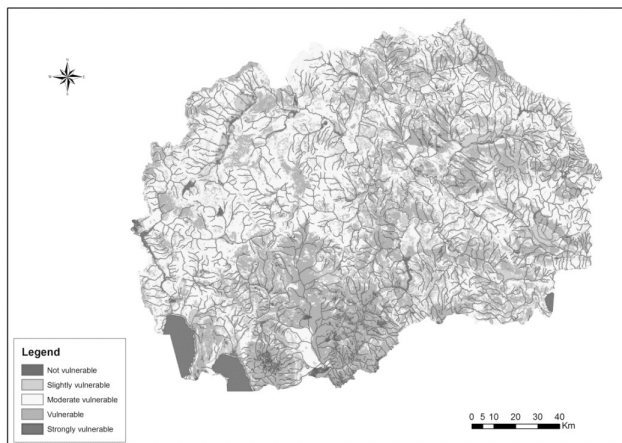 N
W E
S
Legend
Not vulnerable
Slightly vulnerable
Moderate vulnerable
Vulnerable
Strongly vulnerable
0 5 10 20 30 40
Km